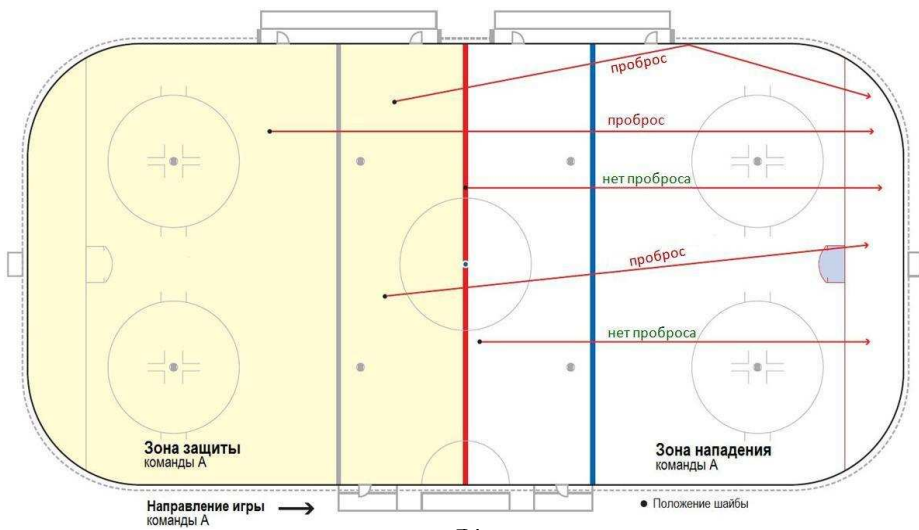 проброс
проброс
нет проброса
проброс
нет проброса
Зона защиты
команды А
Зона нападения
команды А
Направление игры
команды А
Положение шайбы